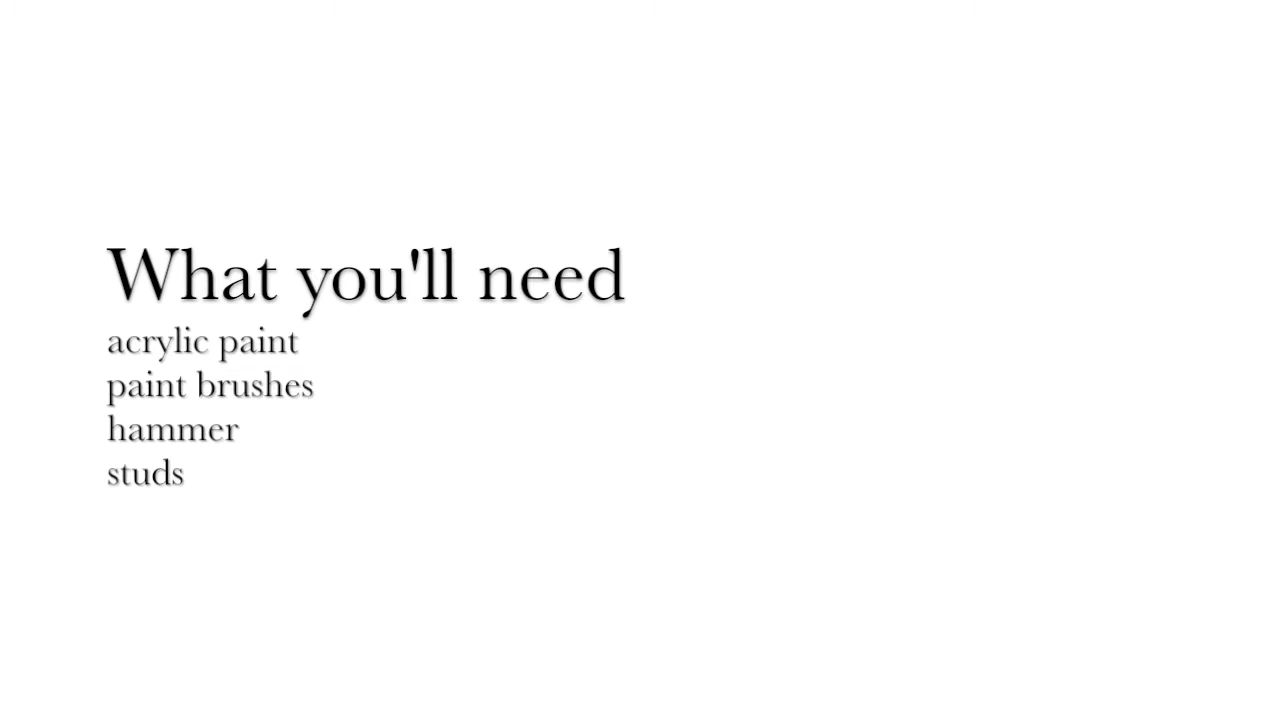 What you'll need
acrylic paint
paint brushes
hammer
studs